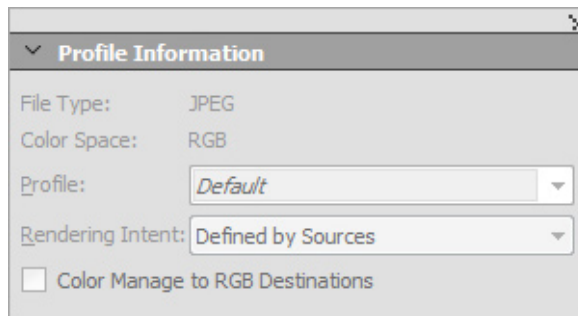 Profile Information
File Type: JPEG
Color Space: RGB
Profile: Default
Rendering Intent: Defined by Sources
Color Manage to RGB Destinations